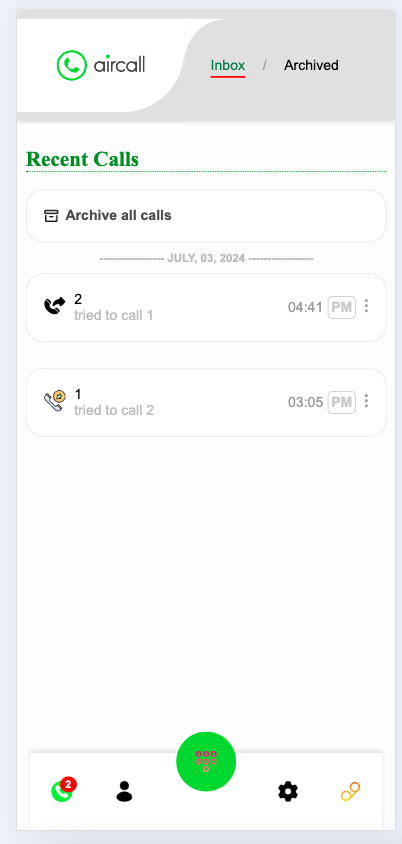 aircall
Inbox / Archived
Recent Calls
Archive all calls
----------------- JULY, 03, 2024 -----------------
2
tried to call 1
04:41 PM
1
tried to call 2
03:05 PM
2